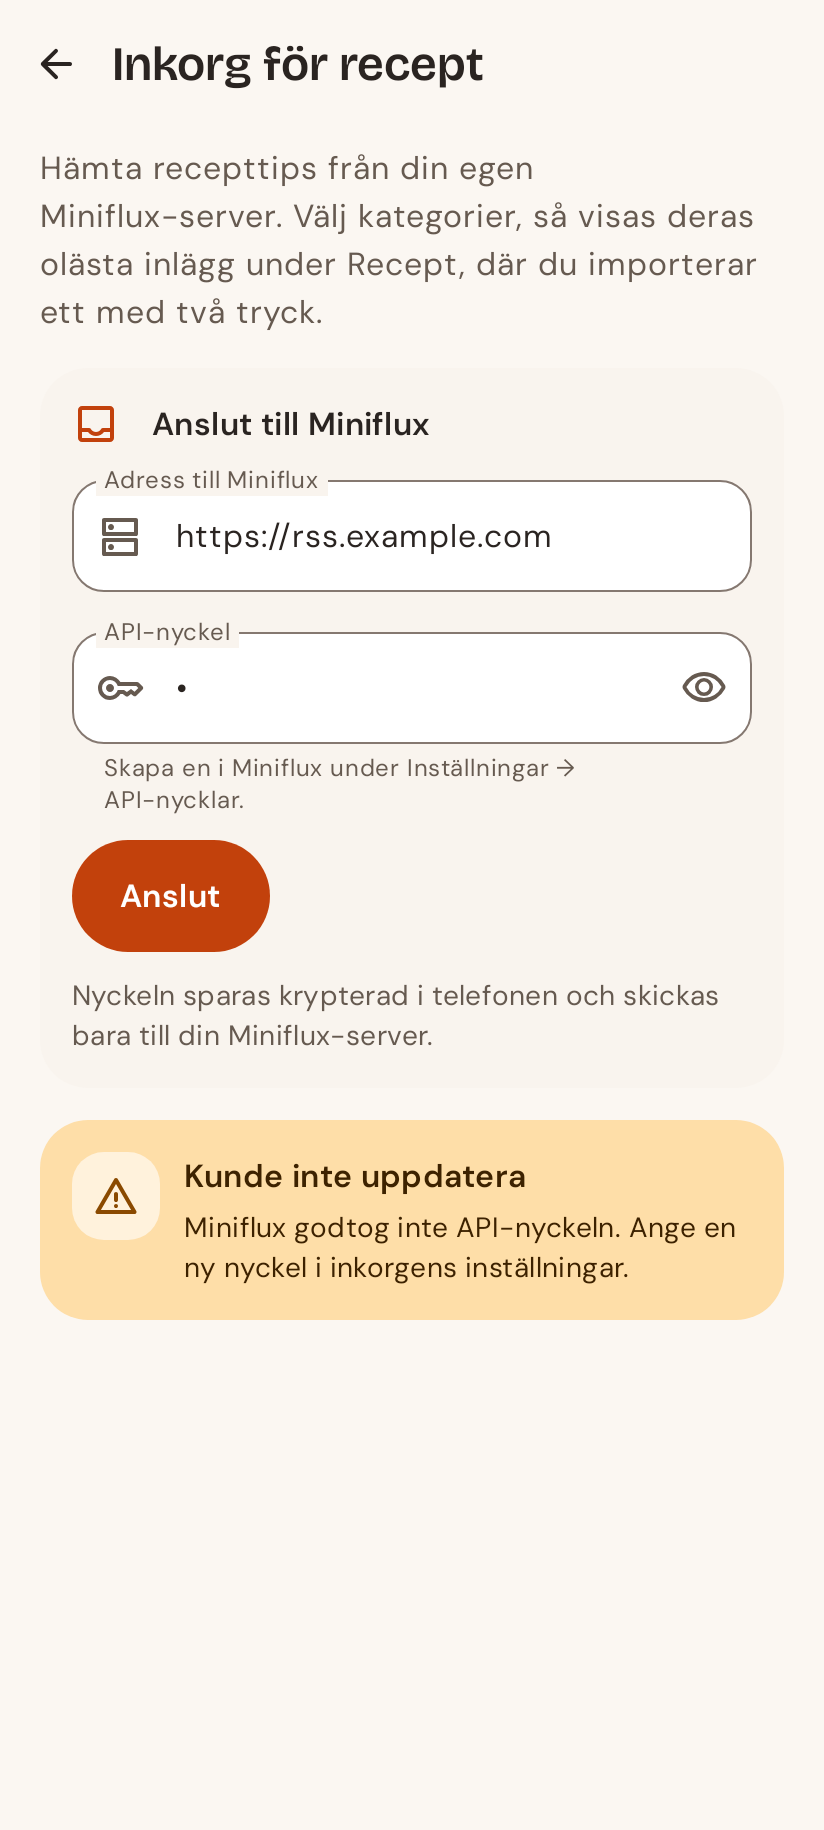 Inkorg för recept
Hämta recepttips från din egen
Miniflux-server. Välj kategorier, så visas deras
olästa inlägg under Recept, där du importerar
ett med två tryck.
Anslut till Miniflux
Adress till Miniflux
https://rss.example.com
API-nyckel
•
Skapa en i Miniflux under Inställningar →
API-nycklar.
Anslut
Nyckeln sparas krypterad i telefonen och skickas
bara till din Miniflux-server.
Kunde inte uppdatera
Miniflux godtog inte API-nyckeln. Ange en
ny nyckel i inkorgens inställningar.